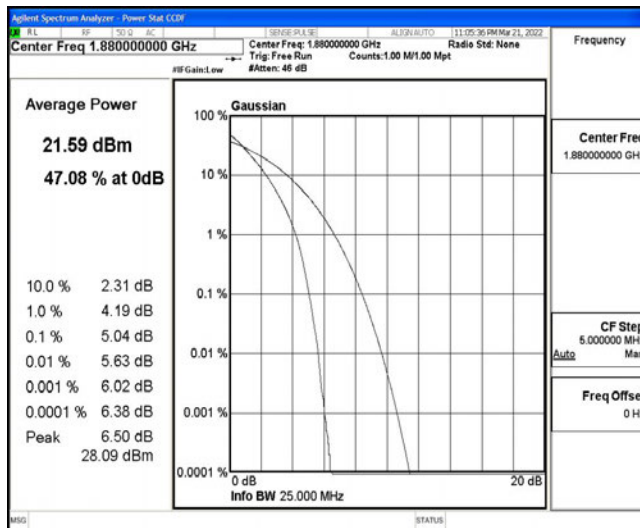 Agilent Spectrum Analyzer - Power Stat CCDF
RL RF 50 Ω AC SENSE:PULSE ALIGN AUTO 11:05:36 PM Mar 21, 2022
Center Freq 1.880000000 GHz
Center Freq: 1.880000000 GHz Radio Std: None
Trig: Free Run Counts:1.00 M/1.00 Mpt
#IFGain:Low #Atten: 46 dB
Frequency
Average Power
21.59 dBm
47.08 % at 0dB
10.0 % 2.31 dB
1.0 % 4.19 dB
0.1 % 5.04 dB
0.01 % 5.63 dB
0.001 % 6.02 dB
0.0001 % 6.38 dB
Peak 6.50 dB
28.09 dBm
Gaussian
100 %
10 %
1 %
0.1 %
0.01 %
0.001 %
0.0001 %
0 dB 20 dB
Info BW 25.000 MHz
Center Freq
1.880000000 GH
CF Step
5.000000 MH
Auto Ma
Freq Offse
0 H
MSG STATUS